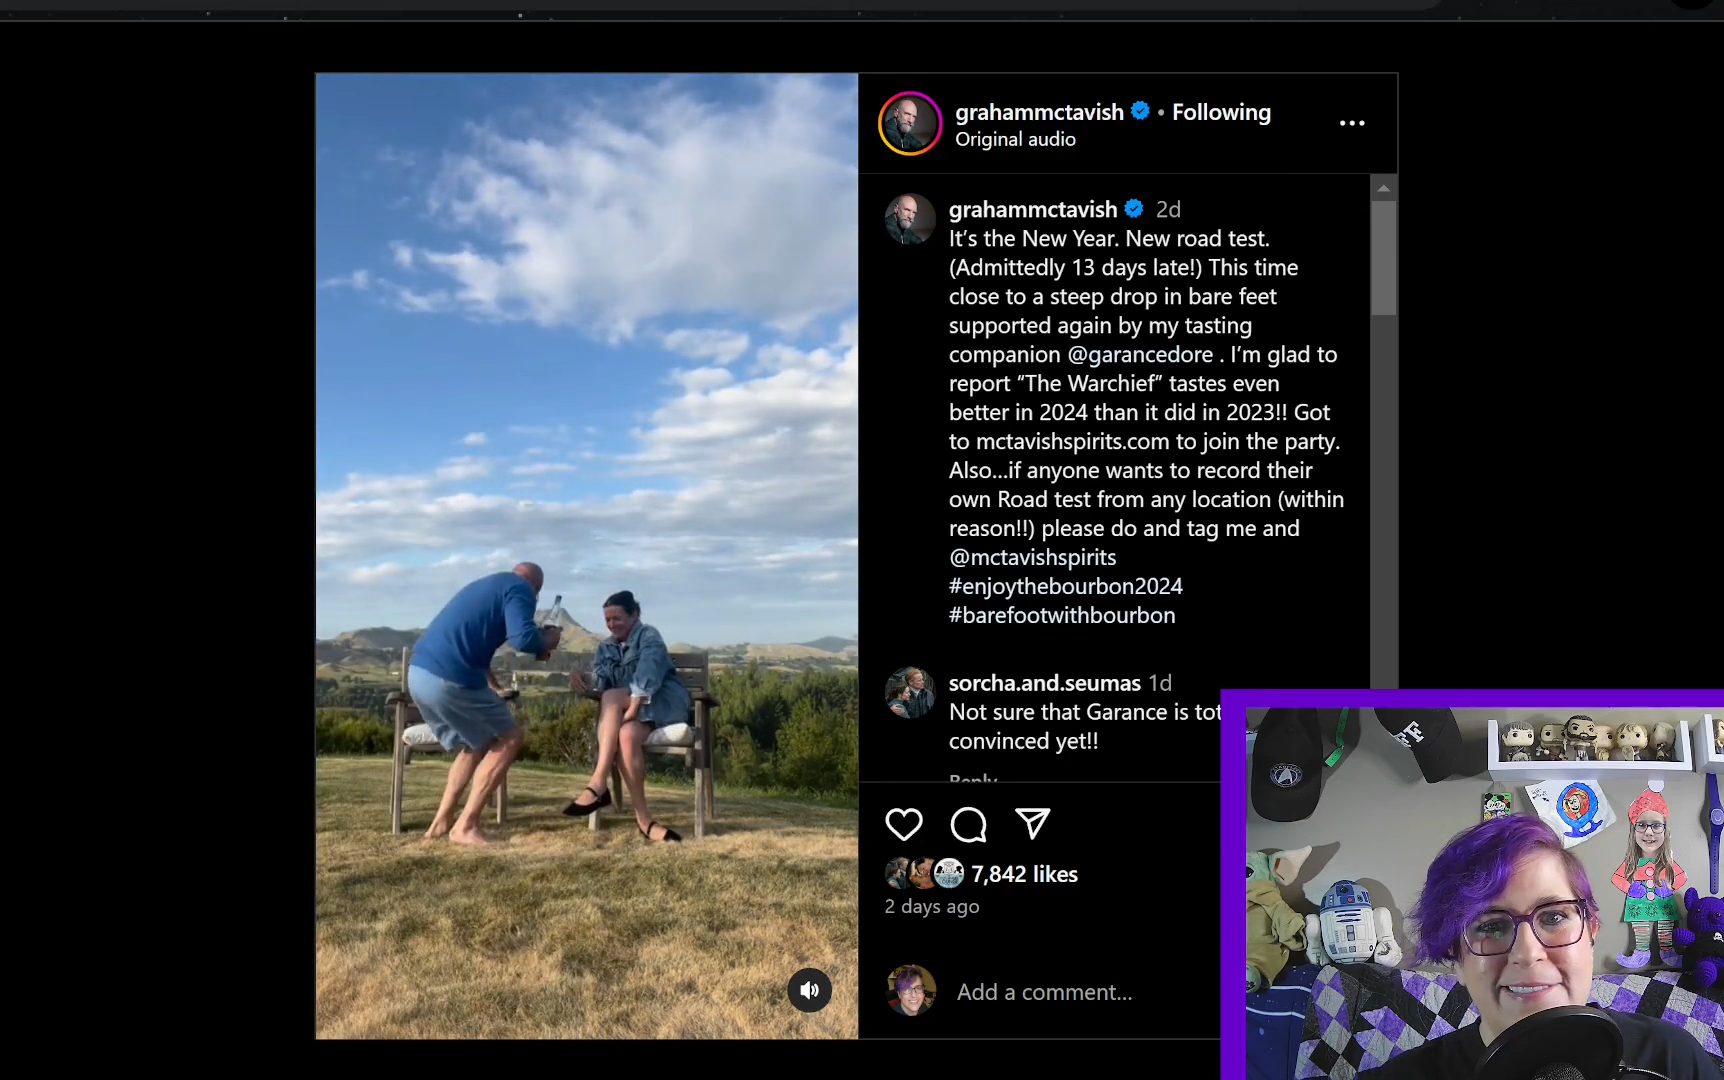 grahammctavish • Following
Original audio
grahammctavish 2d
It’s the New Year. New road test.
(Admittedly 13 days late!) This time
close to a steep drop in bare feet
supported again by my tasting
companion @garancedore . I’m glad to
report “The Warchief” tastes even
better in 2024 than it did in 2023!! Got
to mctavishspirits.com to join the party.
Also...if anyone wants to record their
own Road test from any location (within
reason!!) please do and tag me and
@mctavishspirits
#enjoythebourbon2024
#barefootwithbourbon
sorcha.and.seumas 1d
Not sure that Garance is tot
convinced yet!!
Reply
7,842 likes
2 days ago
Add a comment...